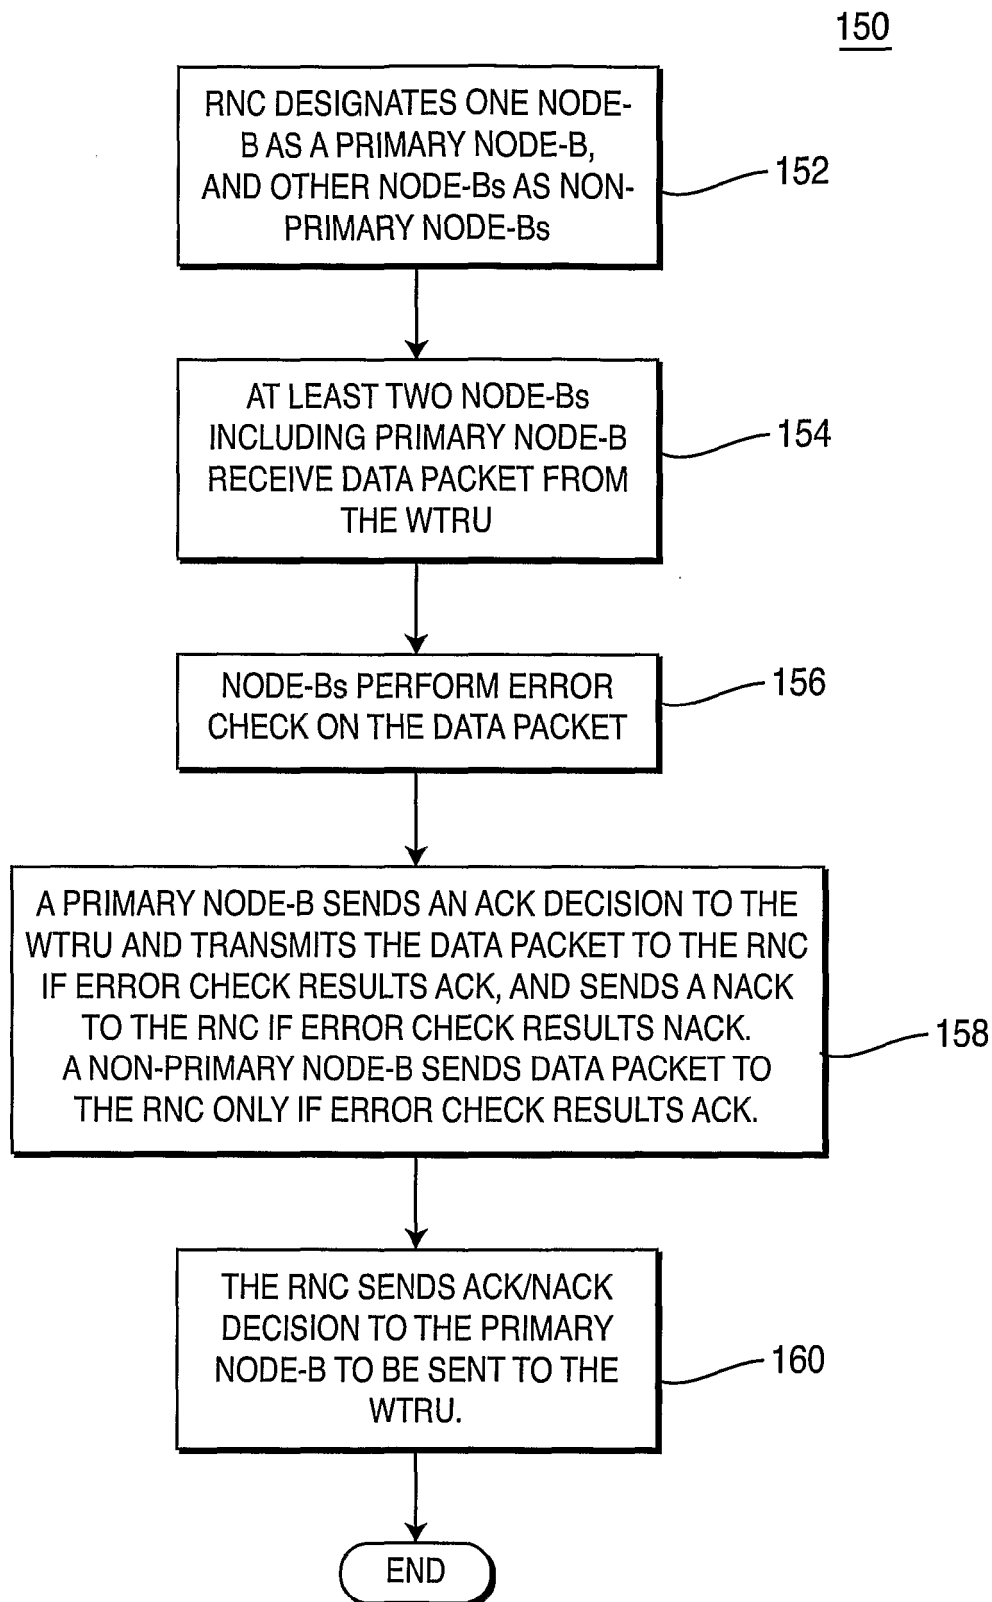 150
RNC DESIGNATES ONE NODE-
B AS A PRIMARY NODE-B,
AND OTHER NODE-Bs AS NON-
PRIMARY NODE-Bs
152
AT LEAST TWO NODE-Bs
INCLUDING PRIMARY NODE-B
RECEIVE DATA PACKET FROM
THE WTRU
154
NODE-Bs PERFORM ERROR
CHECK ON THE DATA PACKET
156
A PRIMARY NODE-B SENDS AN ACK DECISION TO THE
WTRU AND TRANSMITS THE DATA PACKET TO THE RNC
IF ERROR CHECK RESULTS ACK, AND SENDS A NACK
TO THE RNC IF ERROR CHECK RESULTS NACK.
A NON-PRIMARY NODE-B SENDS DATA PACKET TO
THE RNC ONLY IF ERROR CHECK RESULTS ACK.
158
THE RNC SENDS ACK/NACK
DECISION TO THE PRIMARY
NODE-B TO BE SENT TO THE
WTRU.
160
END